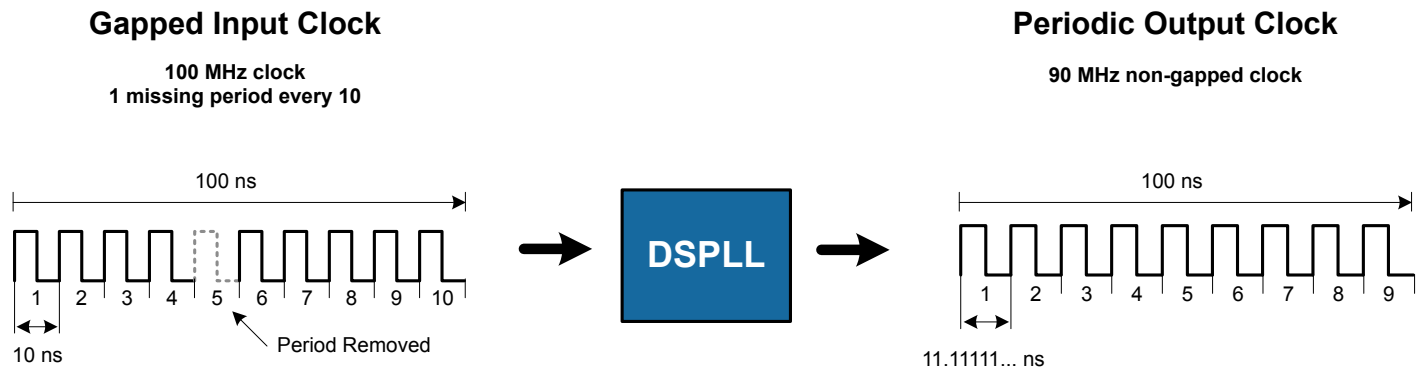 Gapped Input Clock
100 MHz clock
1 missing period every 10
100 ns
1 2 3 4 5 6 7 8 9 10
10 ns
Period Removed
DSPLL
Periodic Output Clock
90 MHz non-gapped clock
100 ns
1 2 3 4 5 6 7 8 9
11.11111... ns